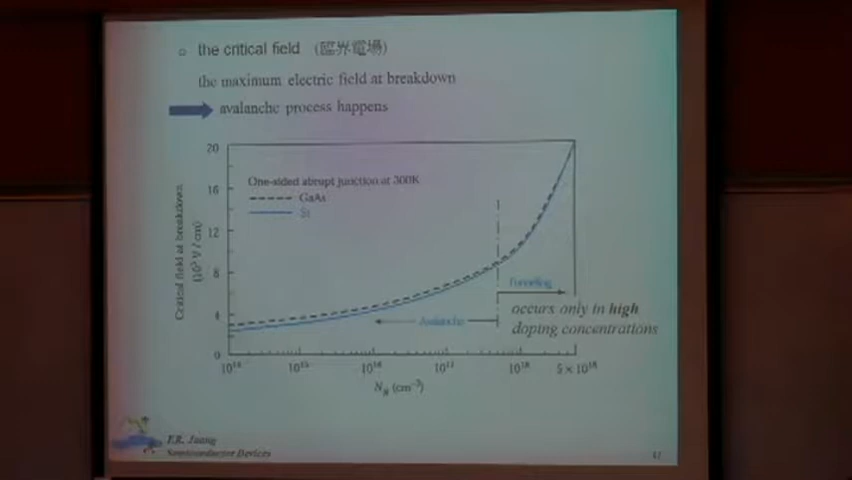 the critical field (臨界電場)
the maximum electric field at breakdown
avalanche process happens
One-sided abrupt junction at 300K
GaAs
Si
Critical field at breakdown
(10⁵ V / cm)
20
16
12
8
4
0
Tunneling
occurs only in high
doping concentrations
Avalanche
10¹⁴ 10¹⁵ 10¹⁶ 10¹⁷ 10¹⁸ 5 × 10¹⁸
N_B (cm⁻³)
Semiconductor Devices